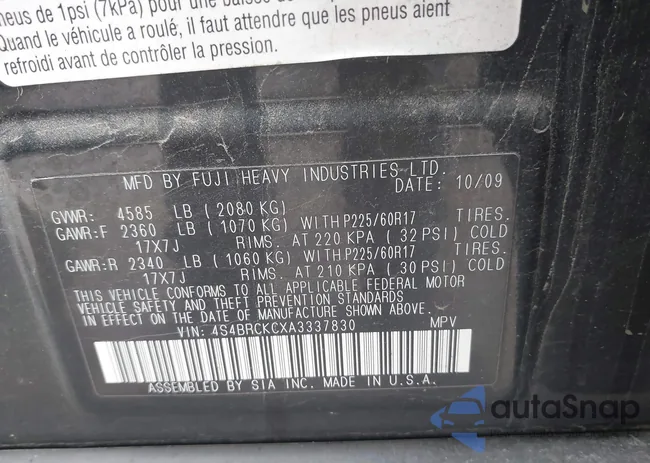 neus de 1psi (7kPa) pour une baisse de
Quand le véhicule a roulé, il faut attendre que les pneus aient
refroidi avant de contrôler la pression.
MFD BY FUJI HEAVY INDUSTRIES LTD.
DATE: 10/09
GVWR: 4585 LB (2080 KG)
GAWR:F 2360 LB (1070 KG) WITH P225/60R17 TIRES.
17X7J RIMS. AT 220 KPA (32 PSI) COLD
GAWR:R 2340 LB (1060 KG) WITH P225/60R17 TIRES.
17X7J RIMS. AT 210 KPA (30 PSI) COLD
THIS VEHICLE CONFORMS TO ALL APPLICABLE FEDERAL MOTOR
VEHICLE SAFETY AND THEFT PREVENTION STANDARDS
IN EFFECT ON THE DATE OF MANUFACTURE SHOWN ABOVE.
VIN: 4S4BRCKCXA3337830 MPV
ASSEMBLED BY SIA INC. MADE IN U.S.A.
autaSnap